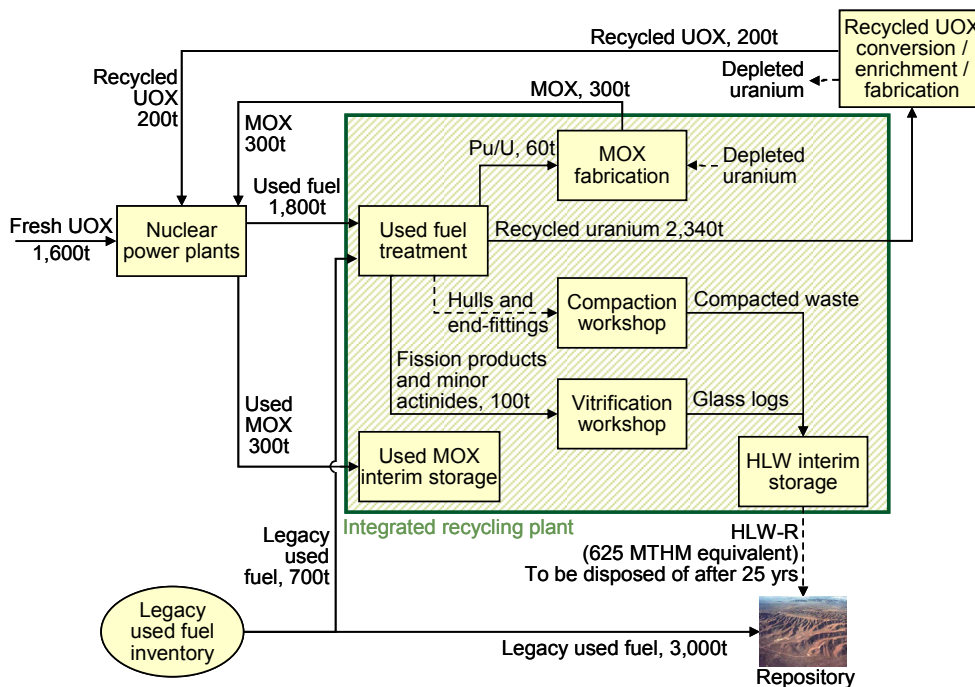 Recycled UOX, 200t
Recycled UOX
conversion /
enrichment /
fabrication
Recycled
UOX
200t
Depleted
uranium
MOX, 300t
MOX
300t
Pu/U, 60t
MOX
fabrication
Depleted
uranium
Used fuel
1,800t
Fresh UOX
1,600t
Nuclear
power plants
Used fuel
treatment
Recycled uranium 2,340t
Hulls and
end-fittings
Compaction
workshop
Compacted waste
Fission products
and minor
actinides, 100t
Vitrification
workshop
Glass logs
Used
MOX
300t
Used MOX
interim storage
HLW interim
storage
Integrated recycling plant
Legacy
used
fuel, 700t
HLW-R
(625 MTHM equivalent)
To be disposed of after 25 yrs
Legacy
used fuel
inventory
Legacy used fuel, 3,000t
Repository